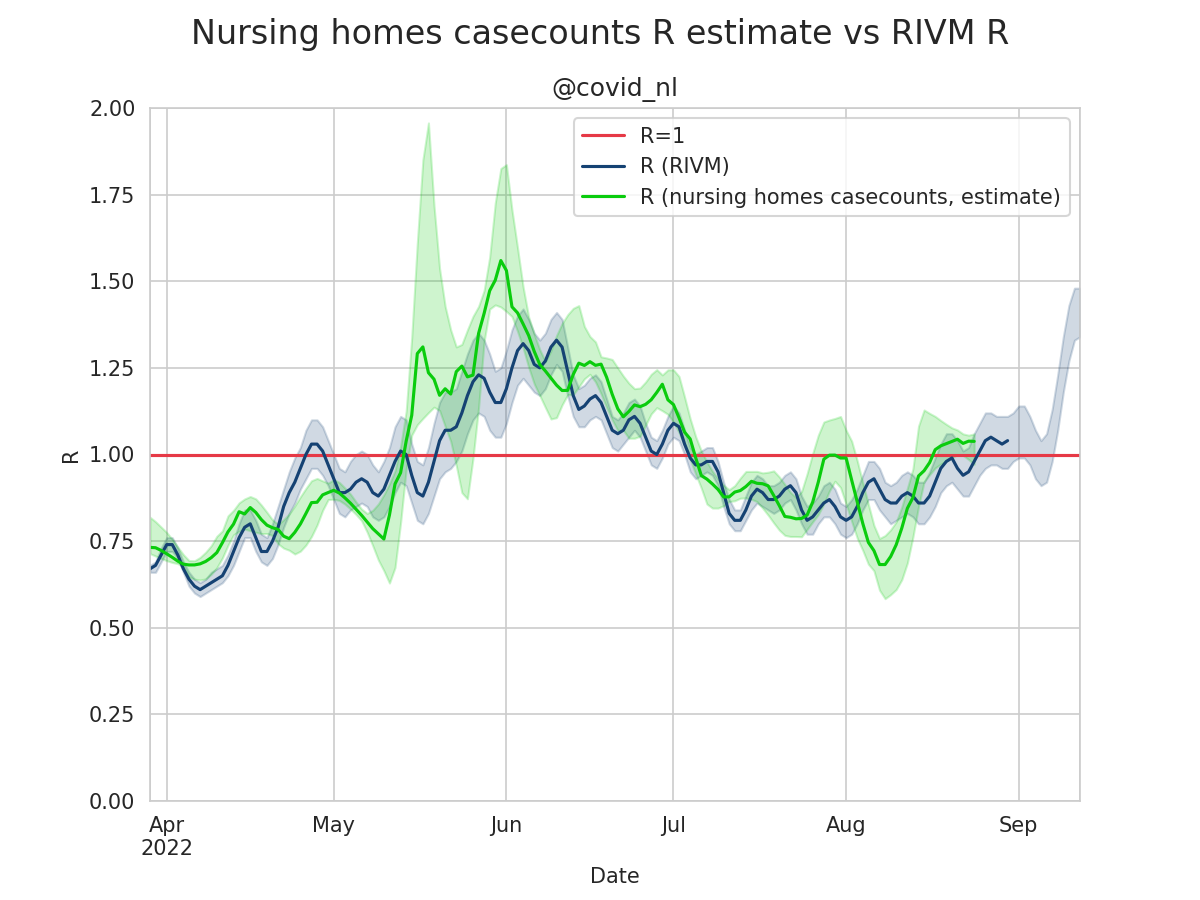 Nursing homes casecounts R estimate vs RIVM R
@covid_nl
R=1
R (RIVM)
R (nursing homes casecounts, estimate)
2.00
1.75
1.50
1.25
1.00
0.75
0.50
0.25
0.00
R
Apr May Jun Jul Aug Sep
2022
Date